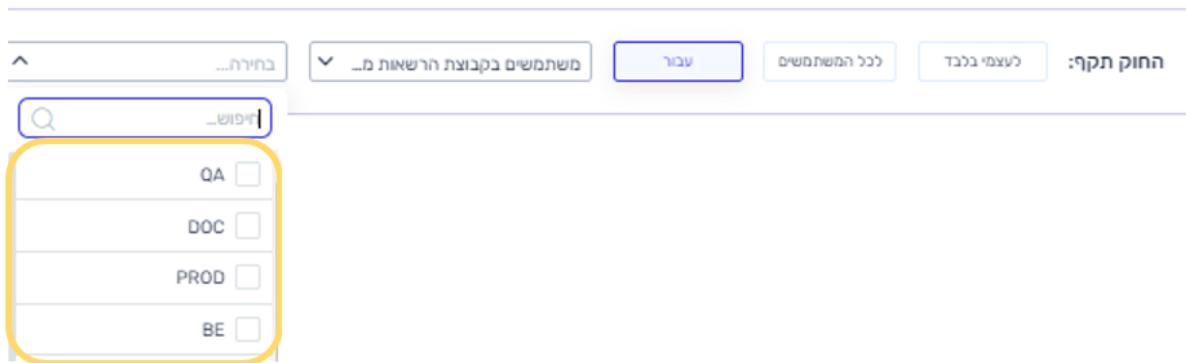 החוק תקף: לעצמי בלבד לכל המשתמשים עבור משתמשים בקבוצת הרשאות מ... בחירה...
חיפוש...
QA
DOC
PROD
BE